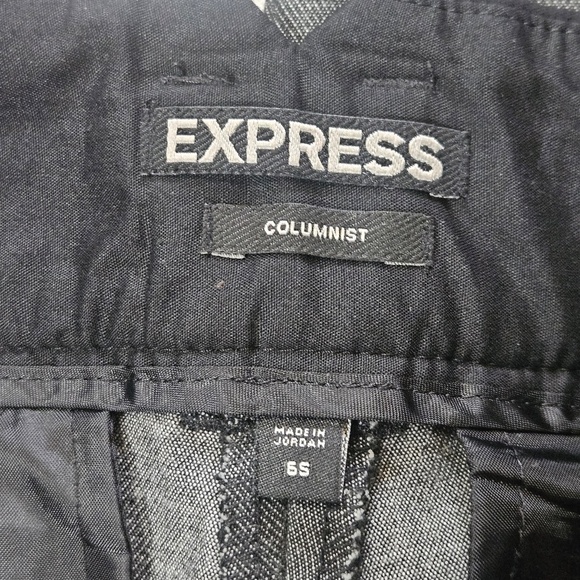 EXPRESS
COLUMNIST
MADE IN
JORDAN
6S